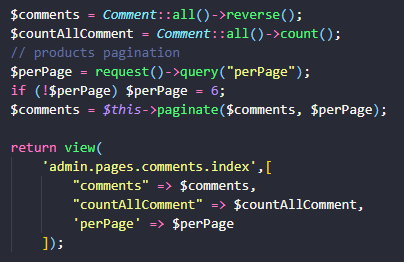 $comments = Comment::all()->reverse();
$countAllComment = Comment::all()->count();
// products pagination
$perPage = request()->query("perPage");
if (!$perPage) $perPage = 6;
$comments = $this->paginate($comments, $perPage);
return view(
'admin.pages.comments.index',[
"comments" => $comments,
"countAllComment" => $countAllComment,
'perPage' => $perPage
]);